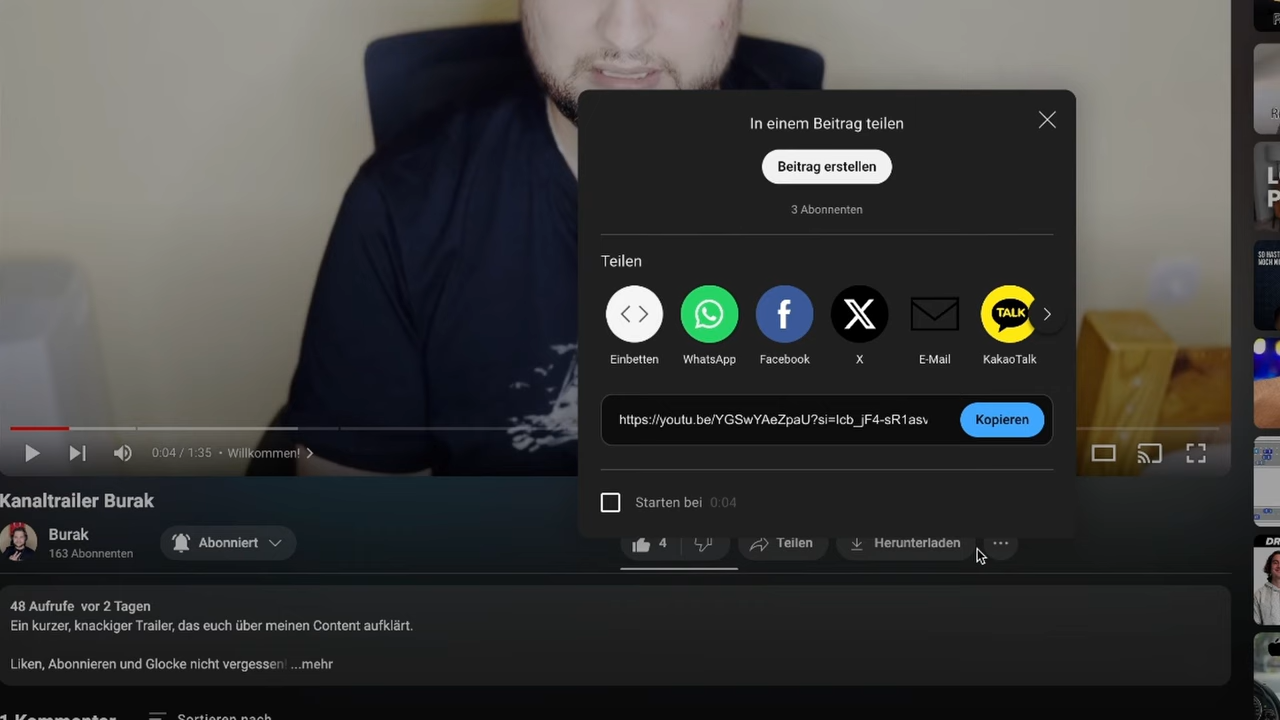 In einem Beitrag teilen
Beitrag erstellen
3 Abonnenten
Teilen
TALK
Einbetten
WhatsApp
Facebook
X
E-Mail
KakaoTalk
https://youtu.be/YGSwYAeZpaU?si=Icb_jF4-sR1asv
Kopieren
Starten bei 0:04
0:04 / 1:35 • Willkommen!
Kanaltrailer Burak
Burak
163 Abonnenten
Abonniert
4
Teilen
Herunterladen
48 Aufrufe vor 2 Tagen
Ein kurzer, knackiger Trailer, das euch über meinen Content aufklärt.
Liken, Abonnieren und Glocke nicht vergessen! ...mehr
1 Kommentar
Sortieren nach